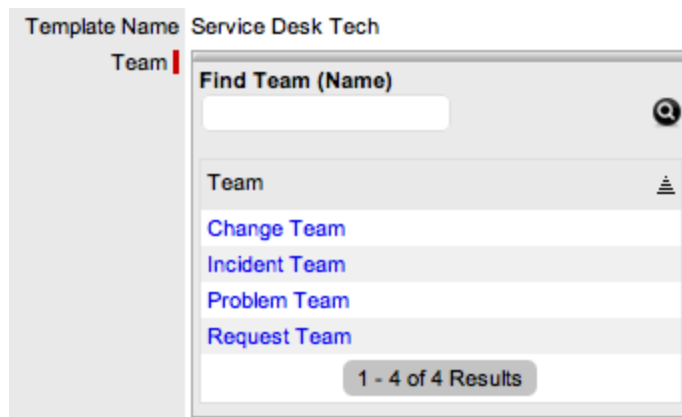 Template Name Service Desk Tech
Team
Find Team (Name)
Team
Change Team
Incident Team
Problem Team
Request Team
1 - 4 of 4 Results